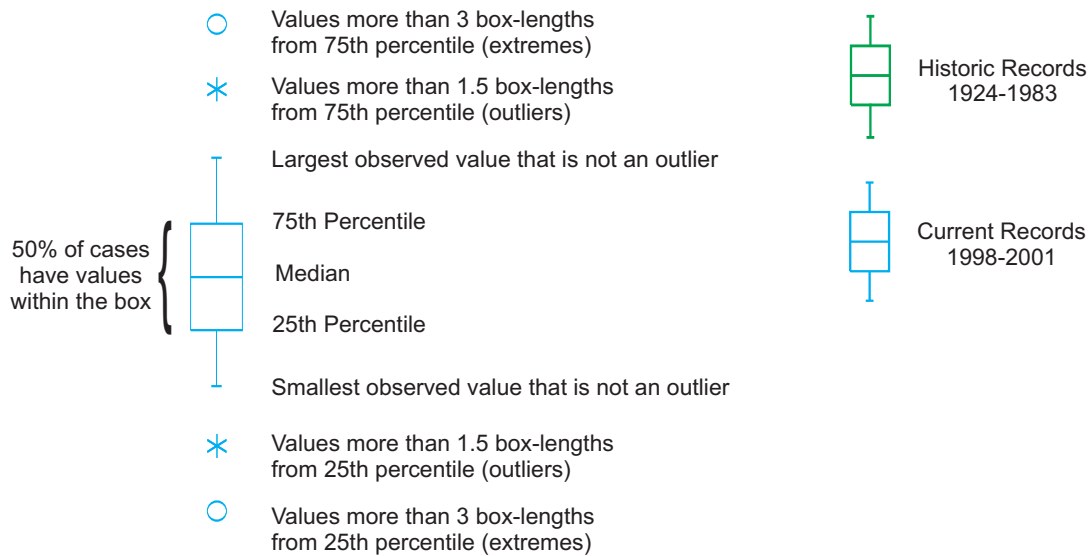 Values more than 3 box-lengths
from 75th percentile (extremes)
Values more than 1.5 box-lengths
from 75th percentile (outliers)
Largest observed value that is not an outlier
75th Percentile
50% of cases
have values
within the box
Median
25th Percentile
Smallest observed value that is not an outlier
Values more than 1.5 box-lengths
from 25th percentile (outliers)
Values more than 3 box-lengths
from 25th percentile (extremes)
Historic Records
1924-1983
Current Records
1998-2001